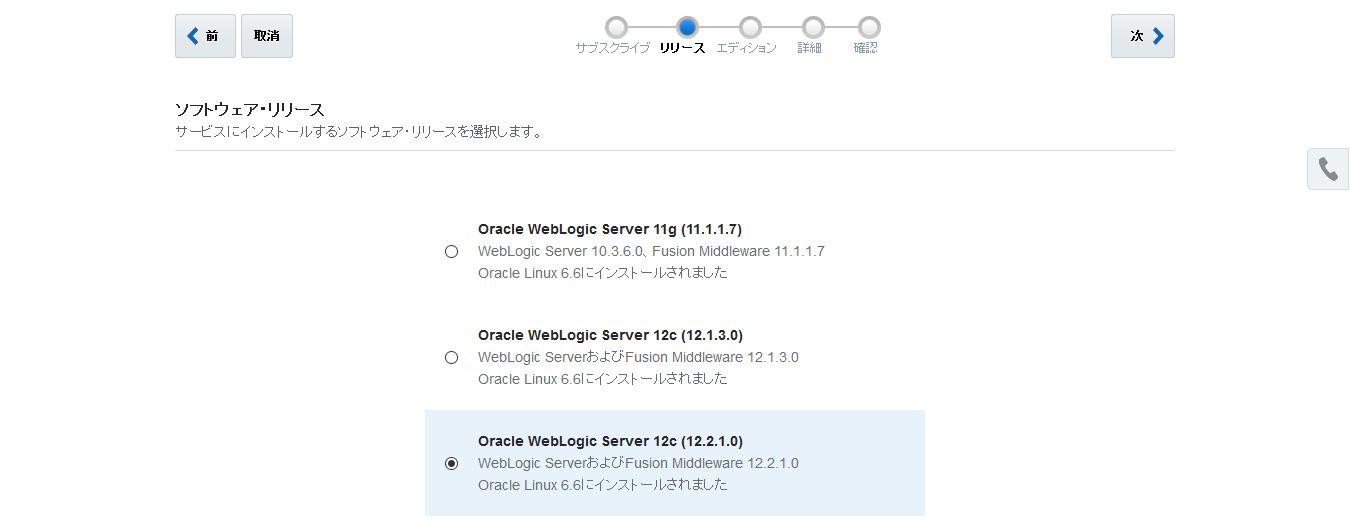 前
取消
サブスクライブ
リリース
エディション
詳細
確認
次
ソフトウェア・リリース
サービスにインストールするソフトウェア・リリースを選択します。
Oracle WebLogic Server 11g (11.1.1.7)
WebLogic Server 10.3.6.0、Fusion Middleware 11.1.1.7
Oracle Linux 6.6にインストールされました
Oracle WebLogic Server 12c (12.1.3.0)
WebLogic ServerおよびFusion Middleware 12.1.3.0
Oracle Linux 6.6にインストールされました
Oracle WebLogic Server 12c (12.2.1.0)
WebLogic ServerおよびFusion Middleware 12.2.1.0
Oracle Linux 6.6にインストールされました